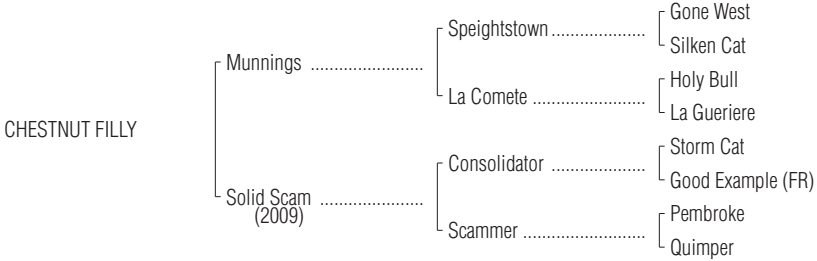 Gone West
Speightstown ....................
Silken Cat
Munnings ........................
Holy Bull
La Comete ........................
La Gueriere
CHESTNUT FILLY
Storm Cat
Consolidator ....................
Good Example (FR)
Solid Scam ......................
(2009)
Pembroke
Scammer ..........................
Quimper